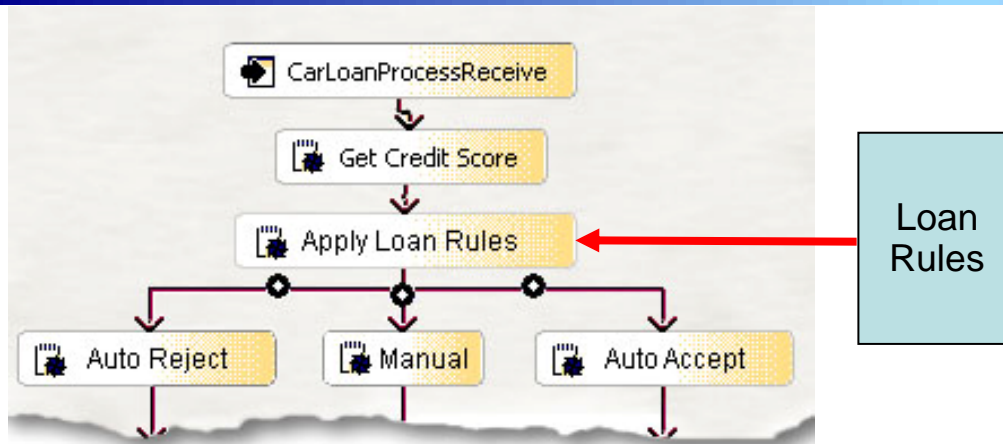 CarLoanProcessReceive
Get Credit Score
Apply Loan Rules
Loan
Rules
Auto Reject
Manual
Auto Accept